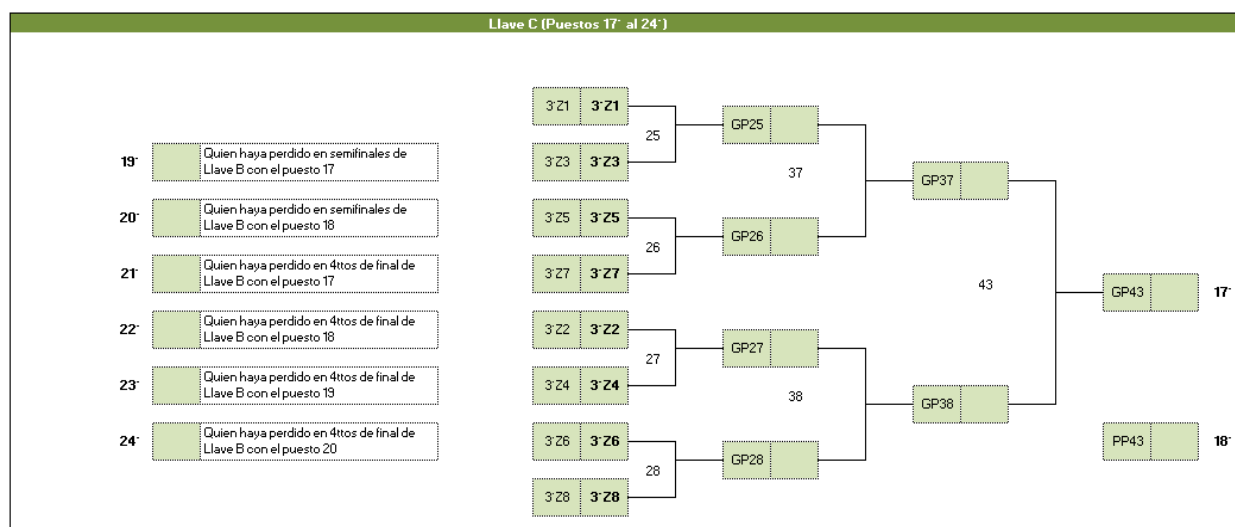 Llave C (Puestos 17° al 24°)
3°Z1 3°Z1
25
3°Z3 3°Z3
GP25
37
3°Z5 3°Z5
26
3°Z7 3°Z7
GP26
GP37
43
3°Z2 3°Z2
27
3°Z4 3°Z4
GP27
38
3°Z6 3°Z6
28
3°Z8 3°Z8
GP28
GP38
GP43 17°
PP43 18°
19° Quien haya perdido en semifinales de
Llave B con el puesto 17
20° Quien haya perdido en semifinales de
Llave B con el puesto 18
21° Quien haya perdido en 4ttos de final de
Llave B con el puesto 17
22° Quien haya perdido en 4ttos de final de
Llave B con el puesto 18
23° Quien haya perdido en 4ttos de final de
Llave B con el puesto 19
24° Quien haya perdido en 4ttos de final de
Llave B con el puesto 20